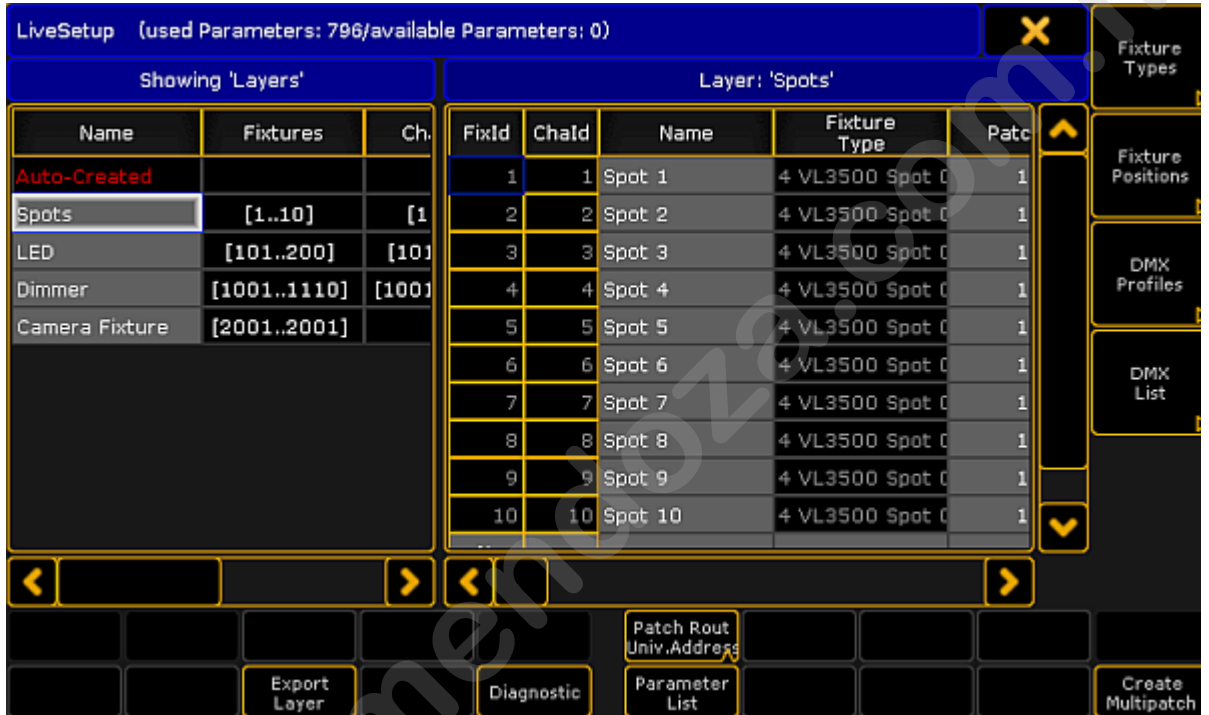 LiveSetup (used Parameters: 796/available Parameters: 0)
Fixture
Types
Showing 'Layers'
Layer: 'Spots'
Name Fixtures Ch.
FixId ChaId Name Fixture Type Patc
Auto-Created
Spots [1..10] [1
LED [101..200] [101
Dimmer [1001..1110] [1001
Camera Fixture [2001..2001]
1 1 Spot 1 4 VL3500 Spot 1
2 2 Spot 2 4 VL3500 Spot 1
3 3 Spot 3 4 VL3500 Spot 1
4 4 Spot 4 4 VL3500 Spot 1
5 5 Spot 5 4 VL3500 Spot 1
6 6 Spot 6 4 VL3500 Spot 1
7 7 Spot 7 4 VL3500 Spot 1
8 8 Spot 8 4 VL3500 Spot 1
9 9 Spot 9 4 VL3500 Spot 1
10 10 Spot 10 4 VL3500 Spot 1
Fixture
Positions
DMX
Profiles
DMX
List
Patch Rout
Univ.Address
Export
Layer
Diagnostic
Parameter
List
Create
Multipatch